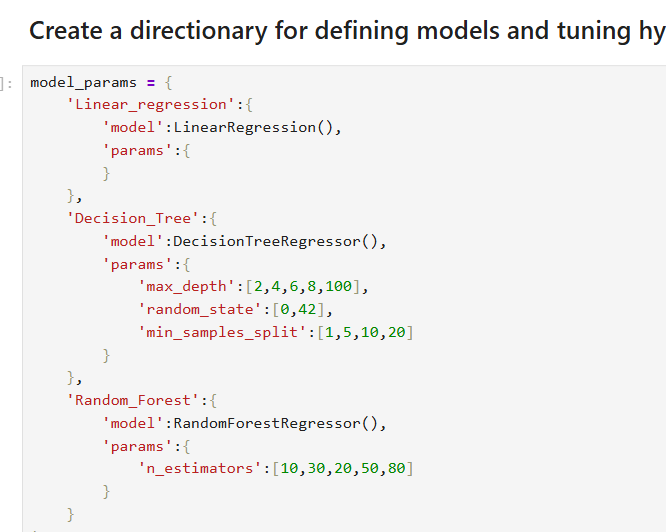 Create a directionary for defining models and tuning hy
]:
model_params = {
    'Linear_regression':{
        'model':LinearRegression(),
        'params':{
        }
    },
    'Decision_Tree':{
        'model':DecisionTreeRegressor(),
        'params':{
            'max_depth':[2,4,6,8,100],
            'random_state':[0,42],
            'min_samples_split':[1,5,10,20]
        }
    },
    'Random_Forest':{
        'model':RandomForestRegressor(),
        'params':{
            'n_estimators':[10,30,20,50,80]
        }
    }